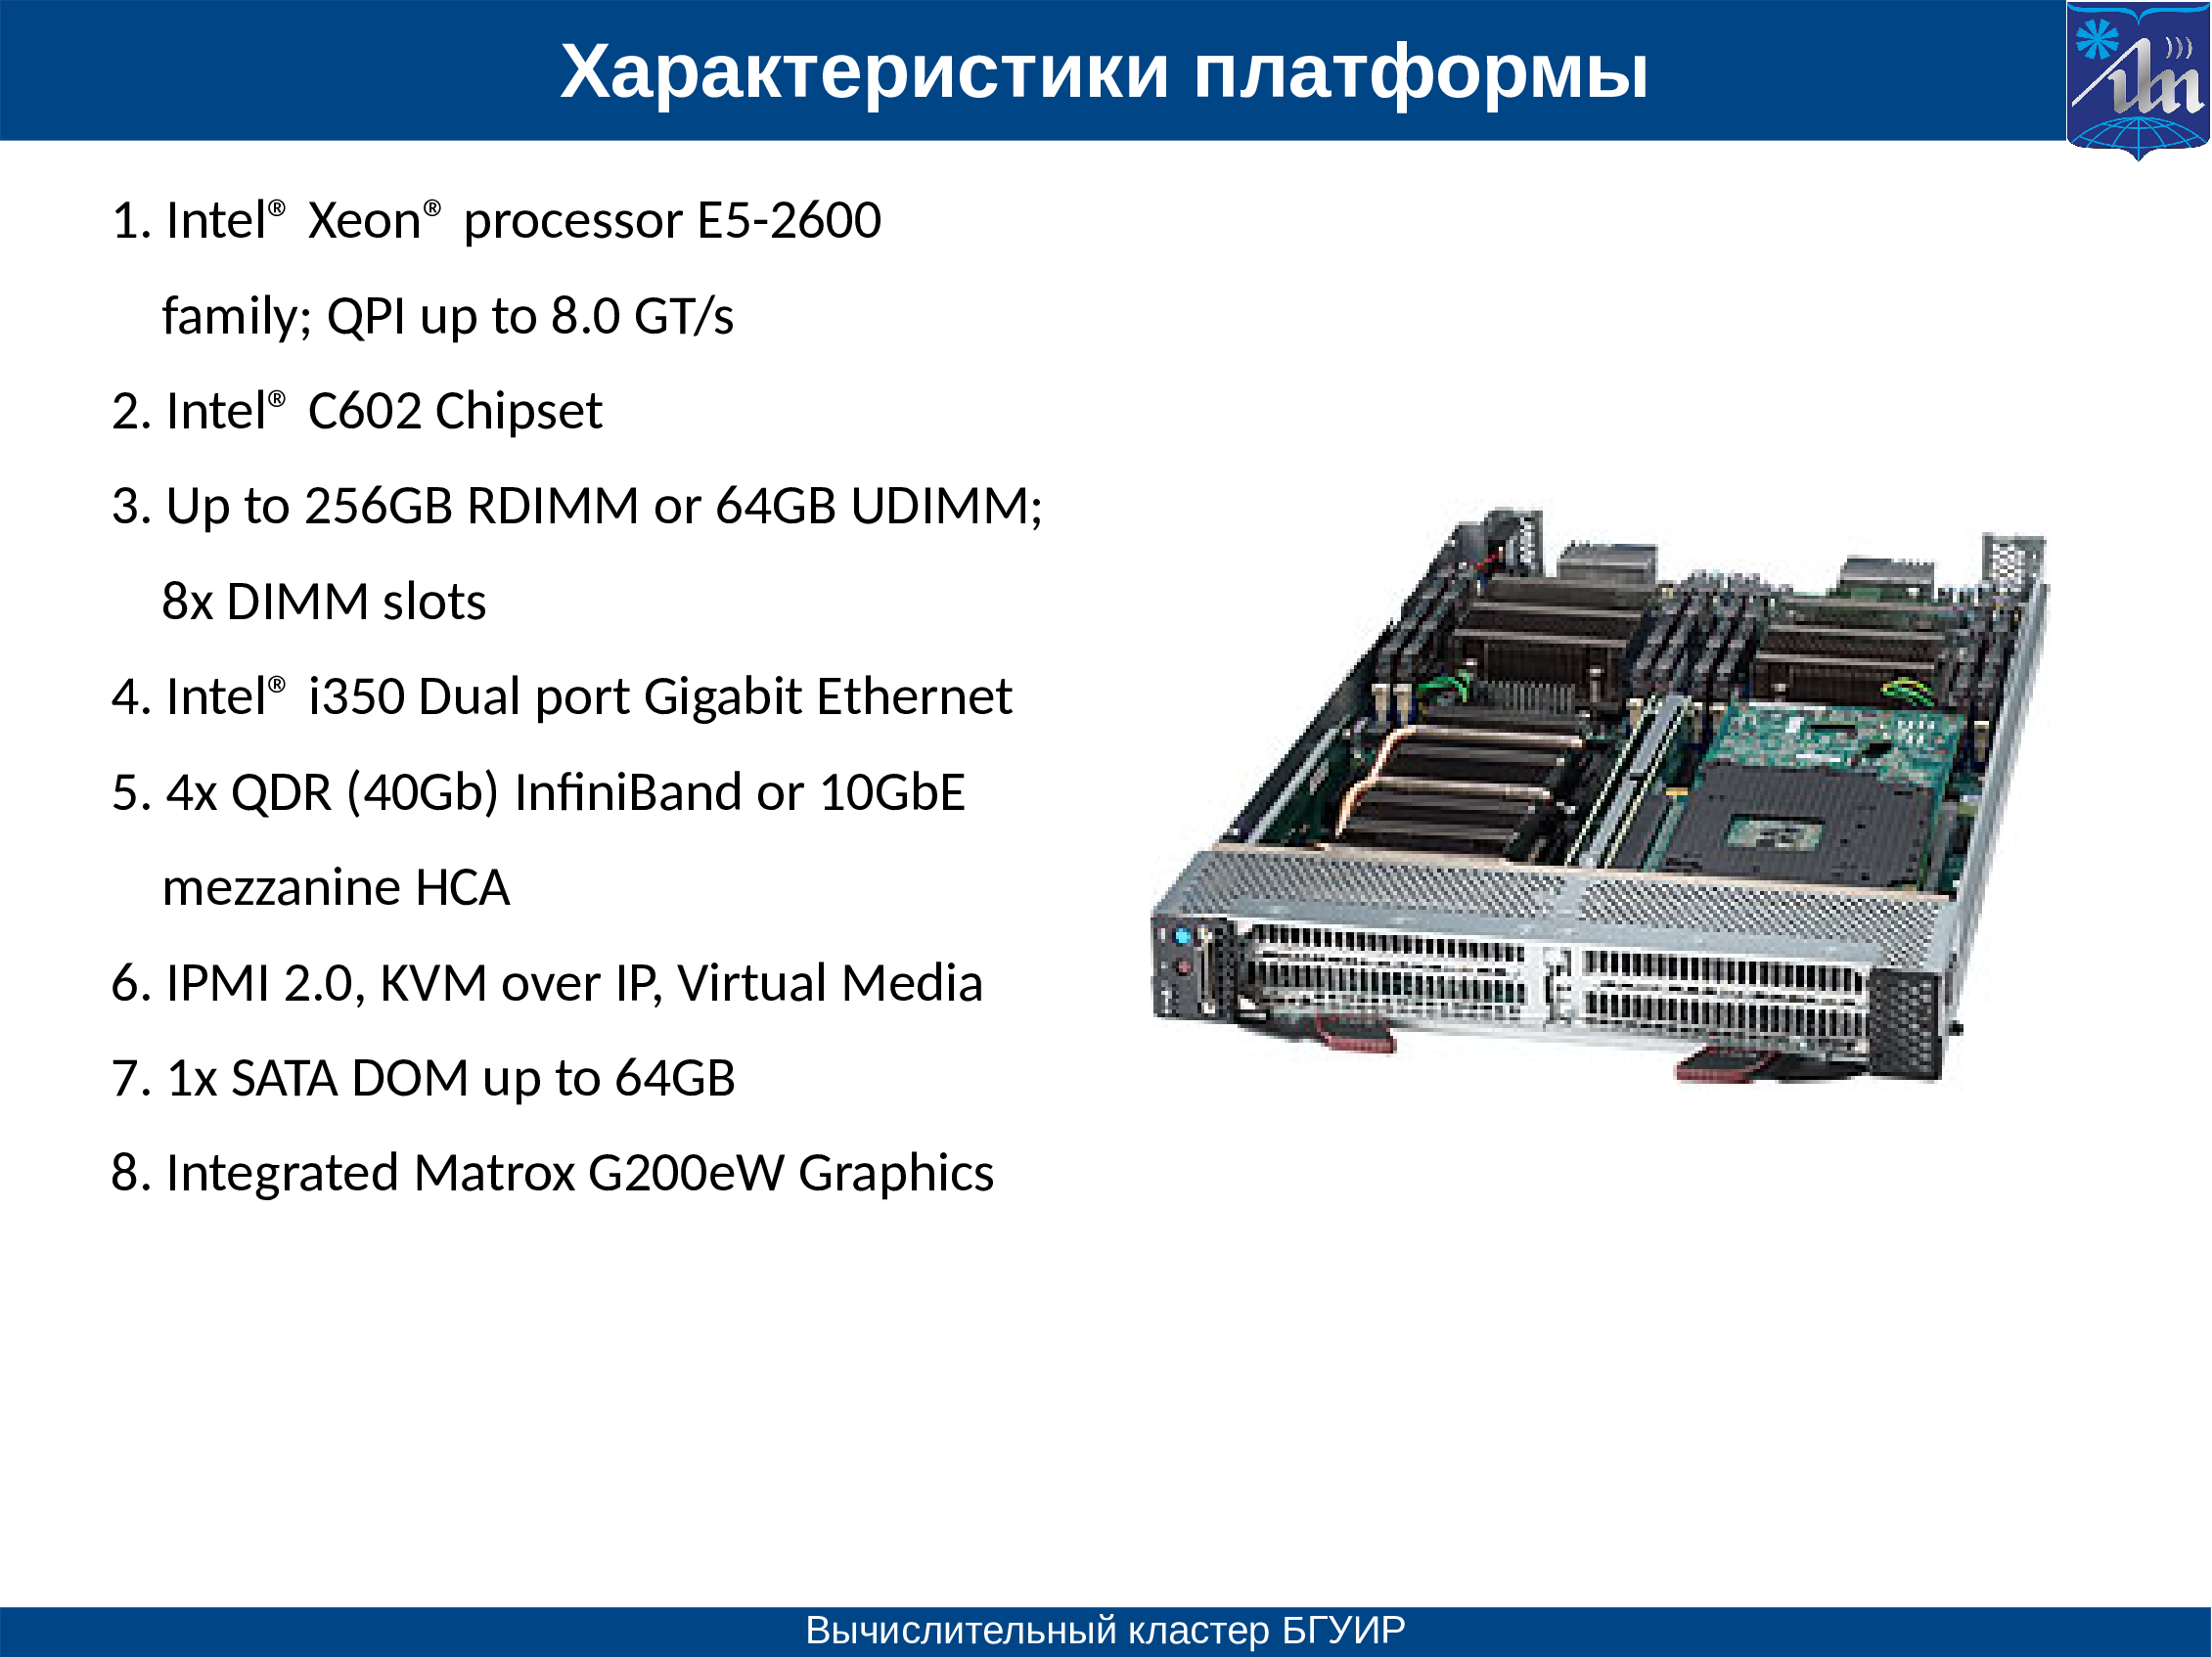 Характеристики платформы
1. Intel® Xeon® processor E5-2600
family; QPI up to 8.0 GT/s
2. Intel® C602 Chipset
3. Up to 256GB RDIMM or 64GB UDIMM;
8x DIMM slots
4. Intel® i350 Dual port Gigabit Ethernet
5. 4x QDR (40Gb) InfiniBand or 10GbE
mezzanine HCA
6. IPMI 2.0, KVM over IP, Virtual Media
7. 1x SATA DOM up to 64GB
8. Integrated Matrox G200eW Graphics
Вычислительный кластер БГУИР